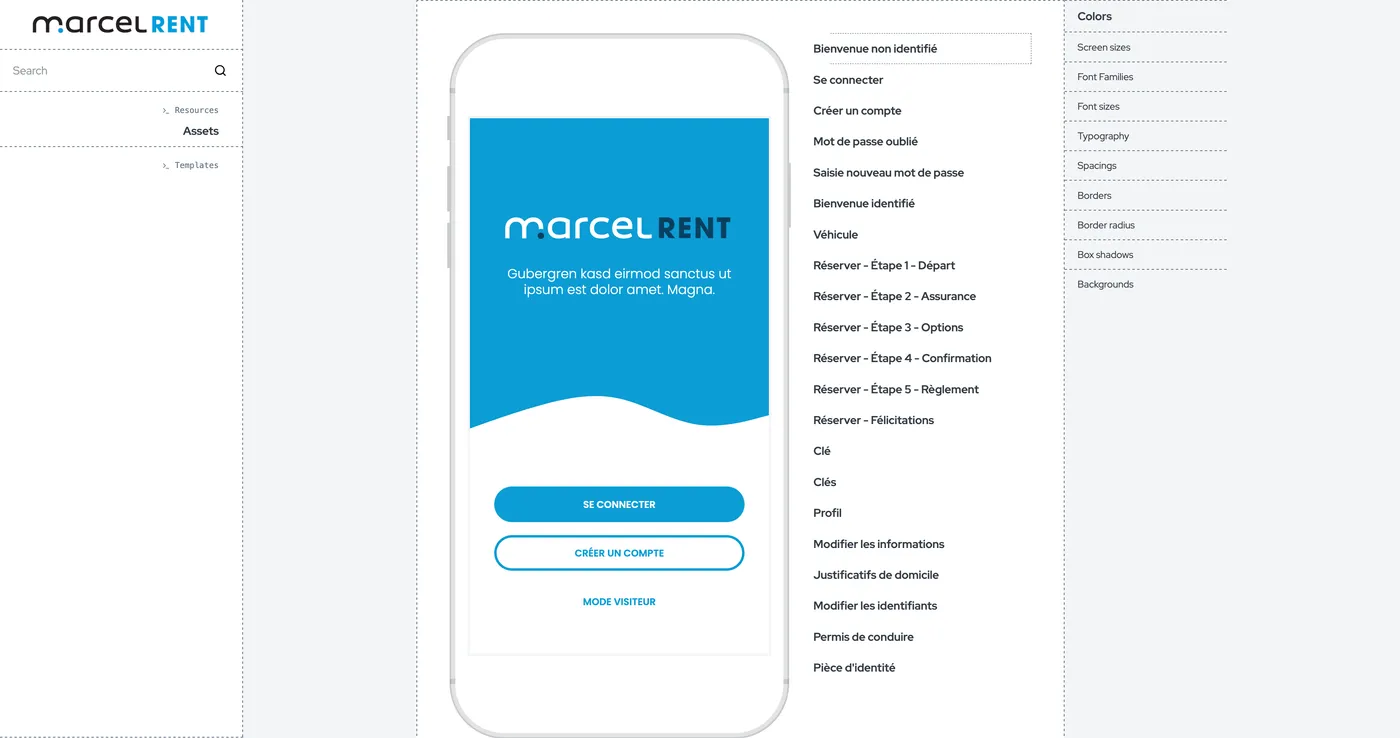 marcel RENT
Search
>_ Resources
Assets
>_ Templates
marcel RENT
Gubergren kasd eirmod sanctus ut
ipsum est dolor amet. Magna.
SE CONNECTER
CRÉER UN COMPTE
MODE VISITEUR
Bienvenue non identifié
Se connecter
Créer un compte
Mot de passe oublié
Saisie nouveau mot de passe
Bienvenue identifié
Véhicule
Réserver - Étape 1 - Départ
Réserver - Étape 2 - Assurance
Réserver - Étape 3 - Options
Réserver - Étape 4 - Confirmation
Réserver - Étape 5 - Règlement
Réserver - Félicitations
Clé
Clés
Profil
Modifier les informations
Justificatifs de domicile
Modifier les identifiants
Permis de conduire
Pièce d'identité
Colors
Screen sizes
Font Families
Font sizes
Typography
Spacings
Borders
Border radius
Box shadows
Backgrounds